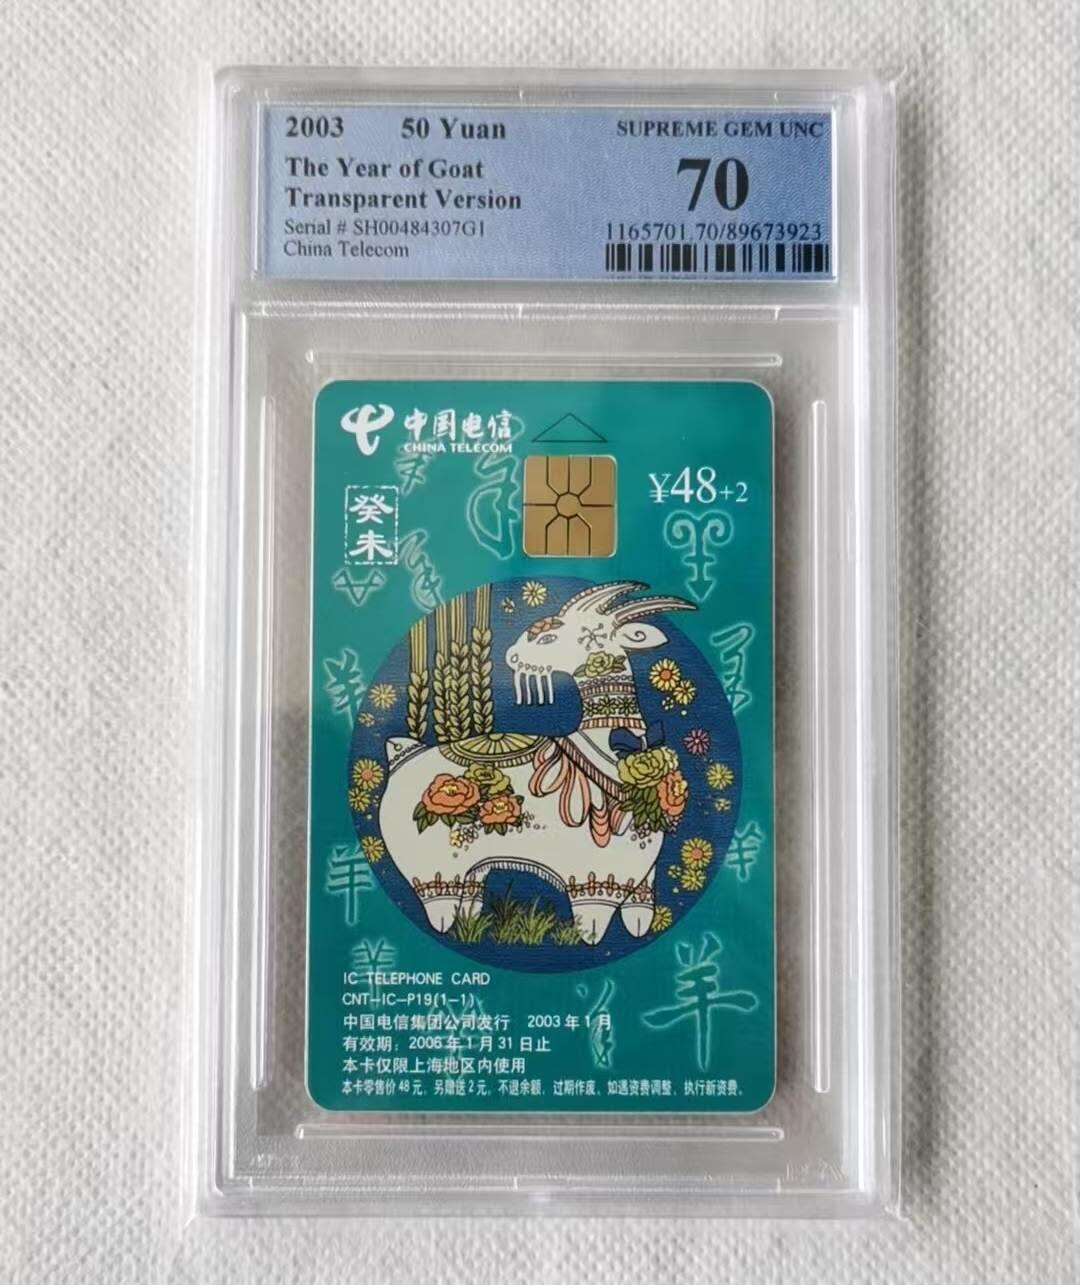 2003 50 Yuan
The Year of Goat
Transparent Version
Serial # SH00484307G1
China Telecom
SUPREME GEM UNC
70
1165701.70/89673923
中国电信
CHINA TELECOM
¥48+2
癸未
羊
羊
羊
羊
羊
IC TELEPHONE CARD
CNT-IC-P19(1-1)
中国电信集团公司发行 2003年1月
有效期：2006年1月31日止
本卡仅限上海地区内使用
本卡零售价48元，另赠送2元，不退余额，过期作废。如遇资费调整，执行新资费。